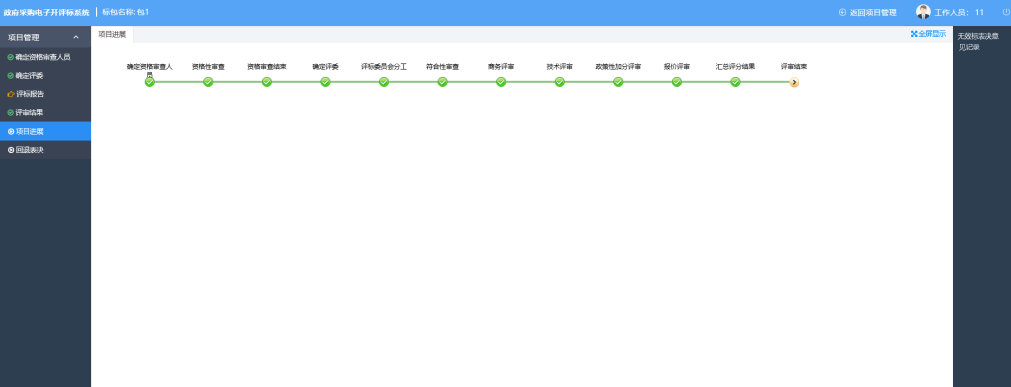 政府采购电子开评标系统 标包名称:包1 返回项目管理 工作人员: 11
项目管理
确定资格审查人员
确定评委
评标报告
评审结果
项目进展
回退表决
项目进展 全屏显示
确定资格审查人员
资格性审查
资格审查结束
确定评委
评标委员会分工
符合性审查
商务评审
技术评审
政策性加分评审
报价评审
汇总评分结果
评审结束
无效标表决意
见记录